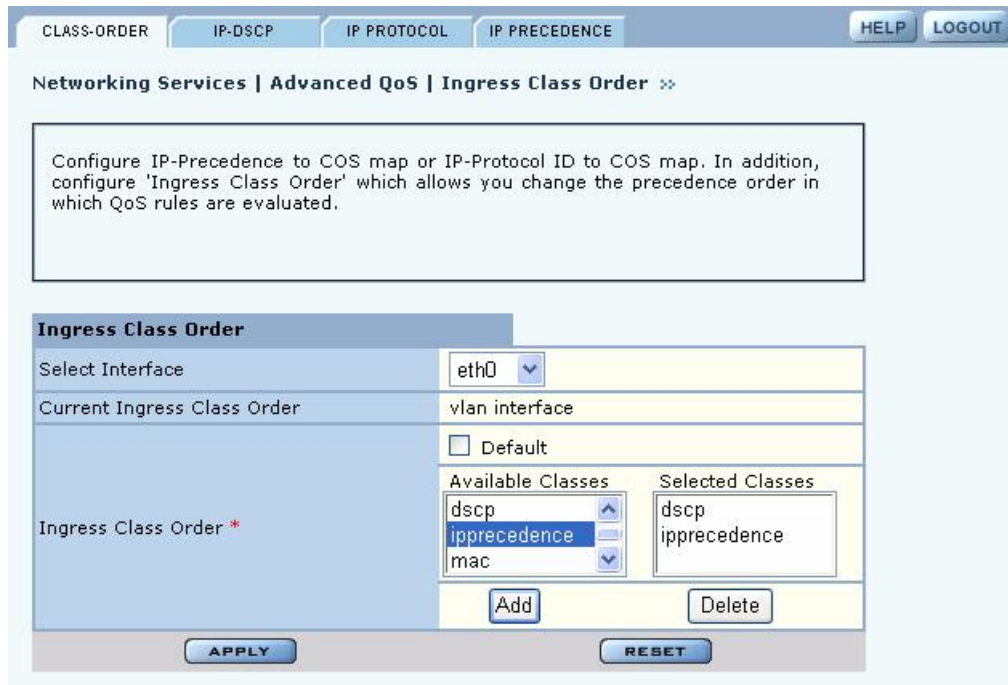 CLASS-ORDER IP-DSCP IP PROTOCOL IP PRECEDENCE HELP LOGOUT
Networking Services | Advanced QoS | Ingress Class Order >>
Configure IP-Precedence to COS map or IP-Protocol ID to COS map. In addition,
configure 'Ingress Class Order' which allows you change the precedence order in
which QoS rules are evaluated.
Ingress Class Order
Select Interface eth0
Current Ingress Class Order vlan interface
Default
Available Classes Selected Classes
Ingress Class Order *
dscp
ipprecedence
mac
dscp
ipprecedence
Add Delete
APPLY RESET